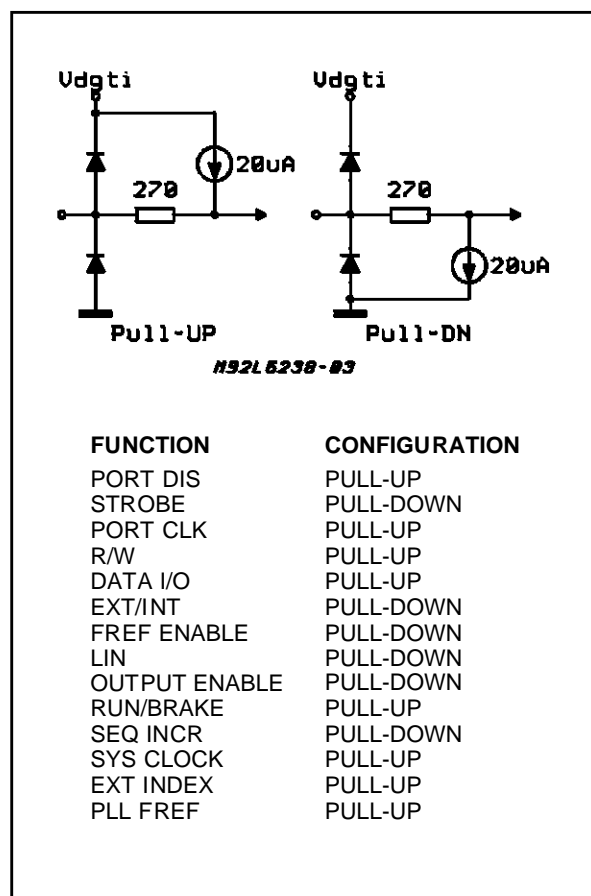 Vdgti Vdgti
20uA
270 270
20uA
Pull-UP Pull-DN
M92L6238-03
FUNCTION CONFIGURATION
PORT DIS PULL-UP
STROBE PULL-DOWN
PORT CLK PULL-UP
R/W PULL-UP
DATA I/O PULL-UP
EXT/INT PULL-DOWN
FREF ENABLE PULL-DOWN
LIN PULL-DOWN
OUTPUT ENABLE PULL-DOWN
RUN/BRAKE PULL-UP
SEQ INCR PULL-DOWN
SYS CLOCK PULL-UP
EXT INDEX PULL-UP
PLL FREF PULL-UP